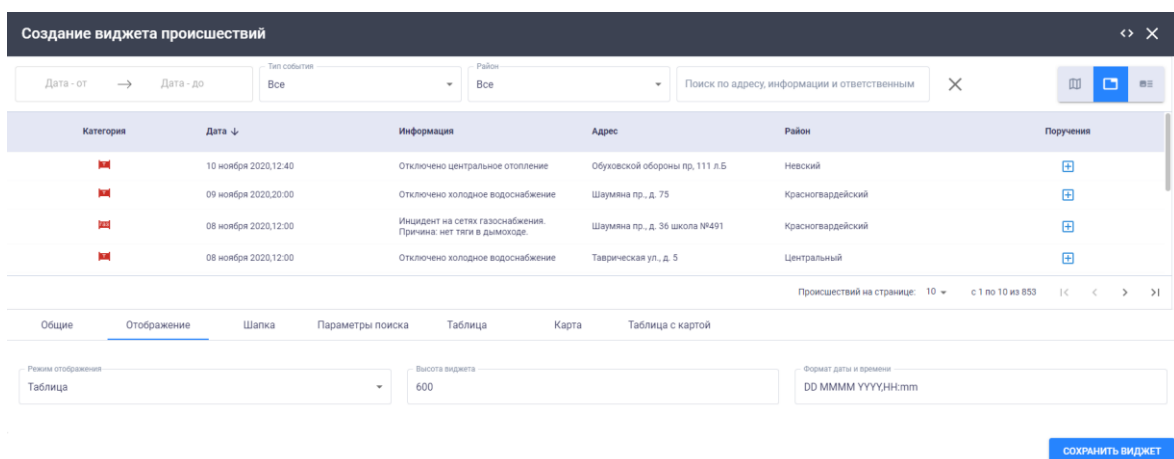 Создание виджета происшествий
Дата - от → Дата - до
Тип события
Все
Район
Все
Поиск по адресу, информации и ответственным
Категория Дата ↓ Информация Адрес Район Поручения
10 ноября 2020,12:40 Отключено центральное отопление Обуховской обороны пр, 111 л.Б Невский
09 ноября 2020,20:00 Отключено холодное водоснабжение Шаумяна пр., д. 75 Красногвардейский
08 ноября 2020,12:00 Инцидент на сетях газоснабжения. Шаумяна пр., д. 36 школа №491 Красногвардейский
Причина: нет тяги в дымоходе.
08 ноября 2020,12:00 Отключено холодное водоснабжение Таврическая ул., д. 5 Центральный
Происшествий на странице: 10 с 1 по 10 из 853
Общие Отображение Шапка Параметры поиска Таблица Карта Таблица с картой
Режим отображения
Таблица
Высота виджета
600
Формат даты и времени
DD MMMM YYYY,HH:mm
СОХРАНИТЬ ВИДЖЕТ